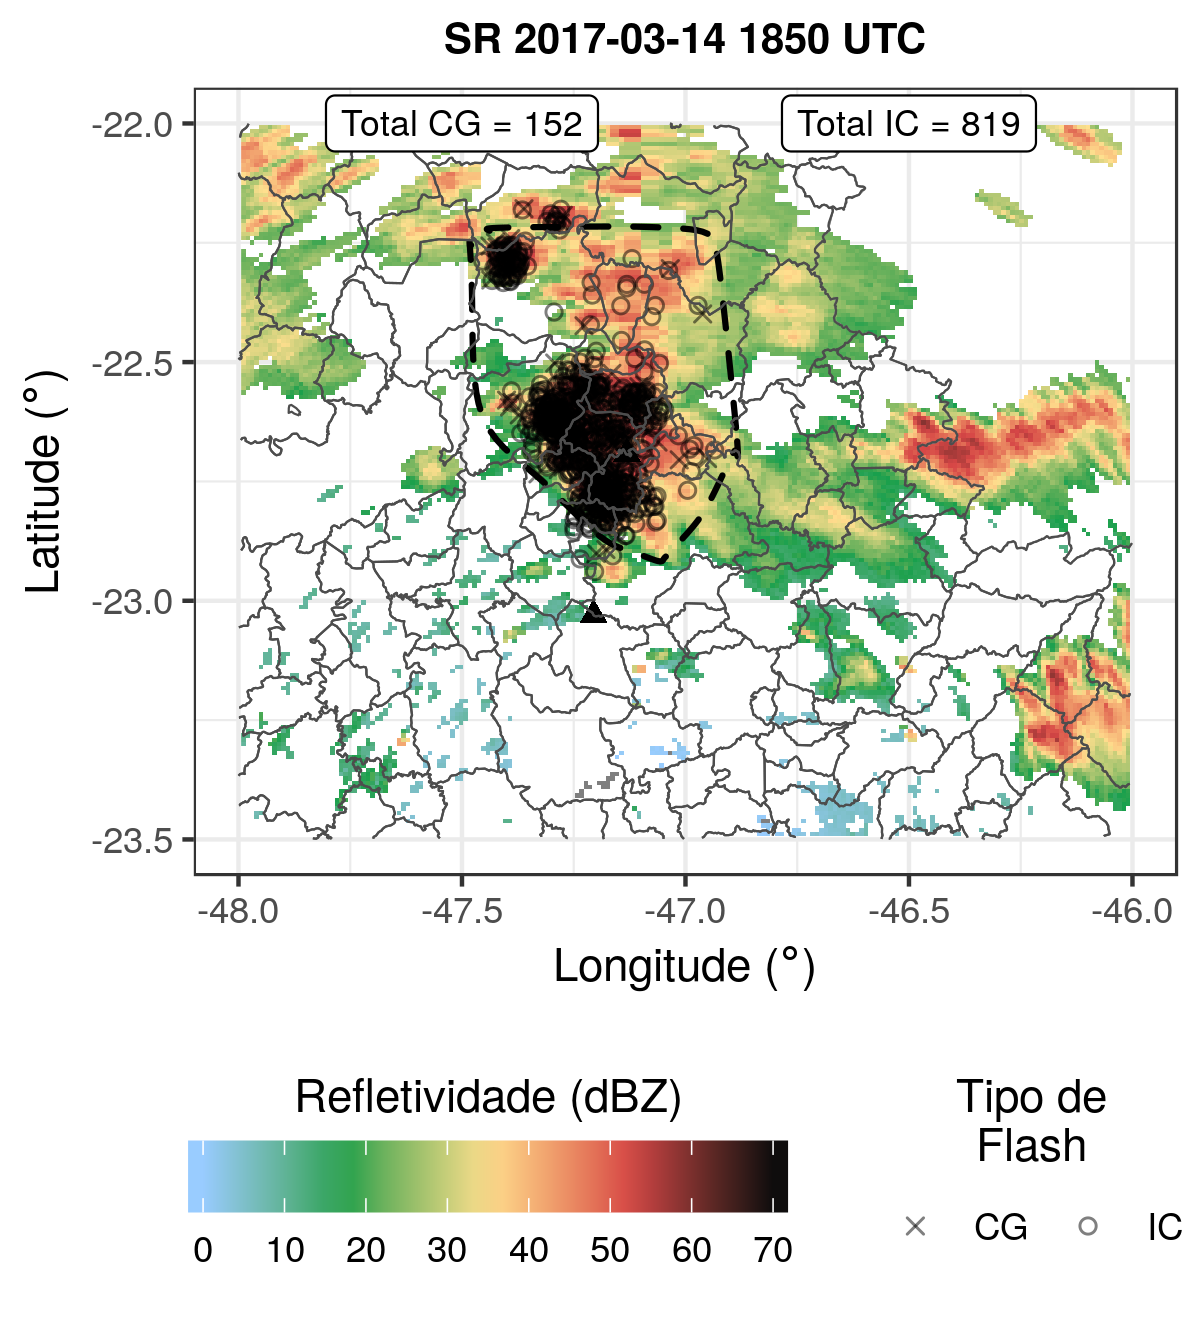 SR 2017-03-14 1850 UTC
Total CG = 152
Total IC = 819
-22.0
-22.5
-23.0
-23.5
Latitude (°)
-48.0 -47.5 -47.0 -46.5 -46.0
Longitude (°)
Refletividade (dBZ)
0 10 20 30 40 50 60 70
Tipo de
Flash
CG IC